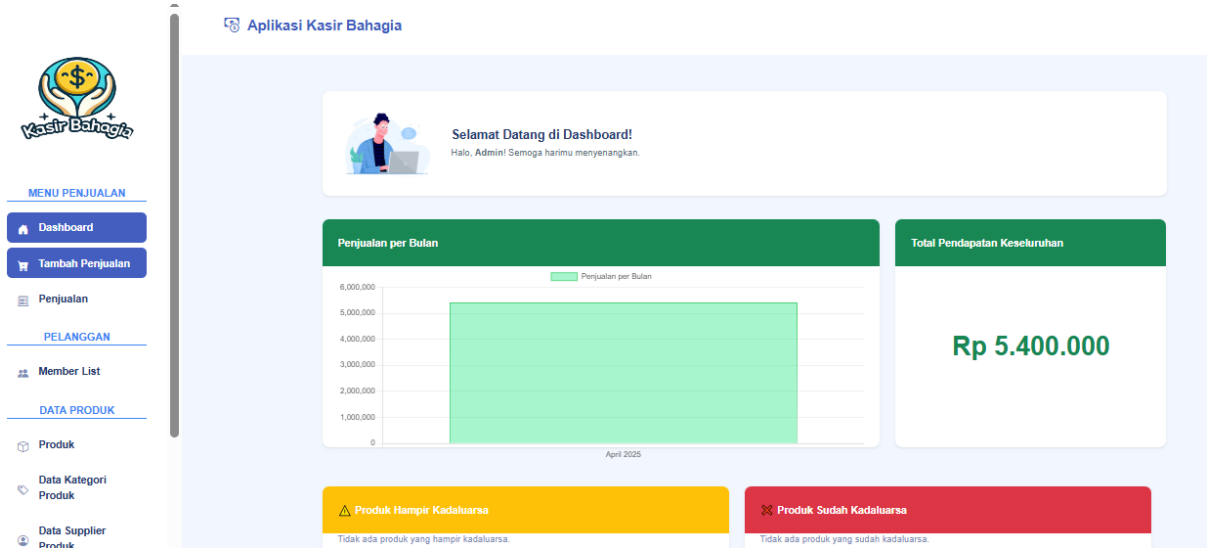 Aplikasi Kasir Bahagia
$
Kasir Bahagia
MENU PENJUALAN
Dashboard
Tambah Penjualan
Penjualan
PELANGGAN
Member List
DATA PRODUK
Produk
Data Kategori
Produk
Data Supplier
Produk
Selamat Datang di Dashboard!
Halo, Admin! Semoga harimu menyenangkan.
Penjualan per Bulan
Penjualan per Bulan
6,000,000
5,000,000
4,000,000
3,000,000
2,000,000
1,000,000
0
April 2025
Total Pendapatan Keseluruhan
Rp 5.400.000
Produk Hampir Kadaluarsa
Tidak ada produk yang hampir kadaluarsa.
Produk Sudah Kadaluarsa
Tidak ada produk yang sudah kadaluarsa.